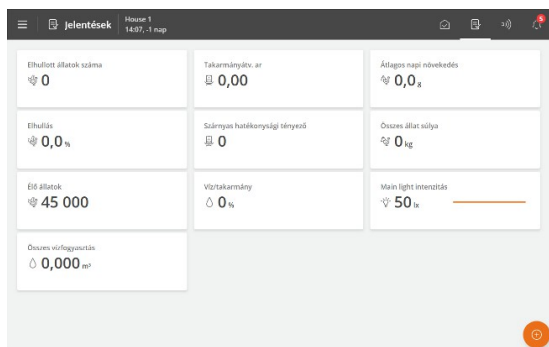 Jelentések
House 1
14:07, -1 nap
5
Elhullott állatok száma
0
Takarmányátv. ar
0,00
Átlagos napi növekedés
0,0 g
Elhullás
0,0 %
Szárnyas hatékonysági tényező
0
Összes állat súlya
0 kg
Élő állatok
45 000
Víz/takarmány
0 %
Main light intenzitás
50 lx
Összes vízfogyasztás
0,000 m³